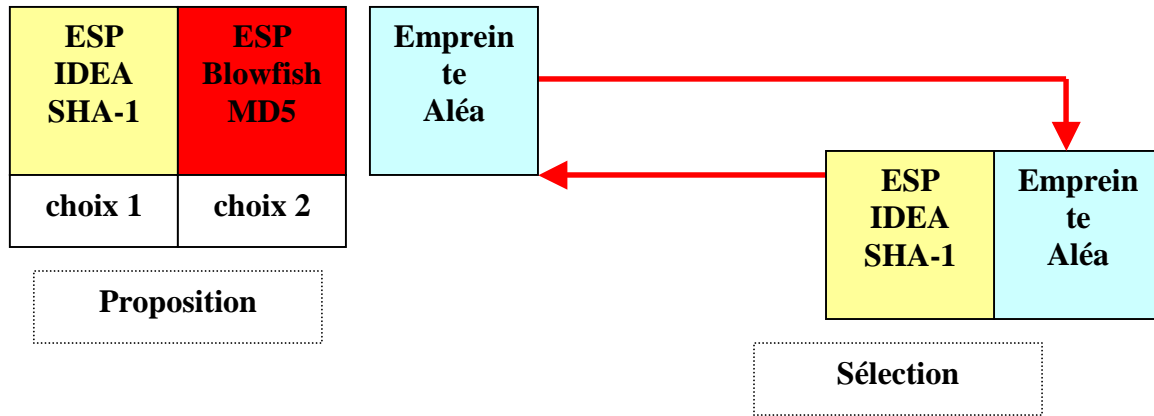 ESP
IDEA
SHA-1
choix 1
ESP
Blowfish
MD5
choix 2
Emprein
te
Aléa
Proposition
ESP
IDEA
SHA-1
Emprein
te
Aléa
Sélection